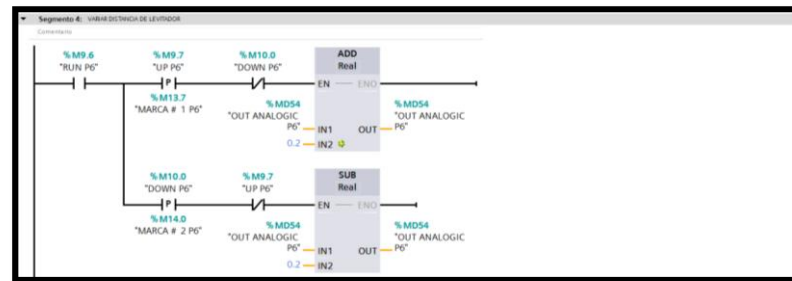 Segmento 4: VARIAR DISTANCIA DE LEVITADOR
Comentario
%M9.6
"RUN P6"
%M9.7
"UP P6"
P
%M13.7
"MARCA # 1 P6"
%M10.0
"DOWN P6"
ADD
Real
EN ENO
%MD54
"OUT ANALOGIC
P6"
IN1
0.2
IN2
OUT
%MD54
"OUT ANALOGIC
P6"
%M10.0
"DOWN P6"
P
%M14.0
"MARCA # 2 P6"
%M9.7
"UP P6"
SUB
Real
EN ENO
%MD54
"OUT ANALOGIC
P6"
IN1
0.2
IN2
OUT
%MD54
"OUT ANALOGIC
P6"